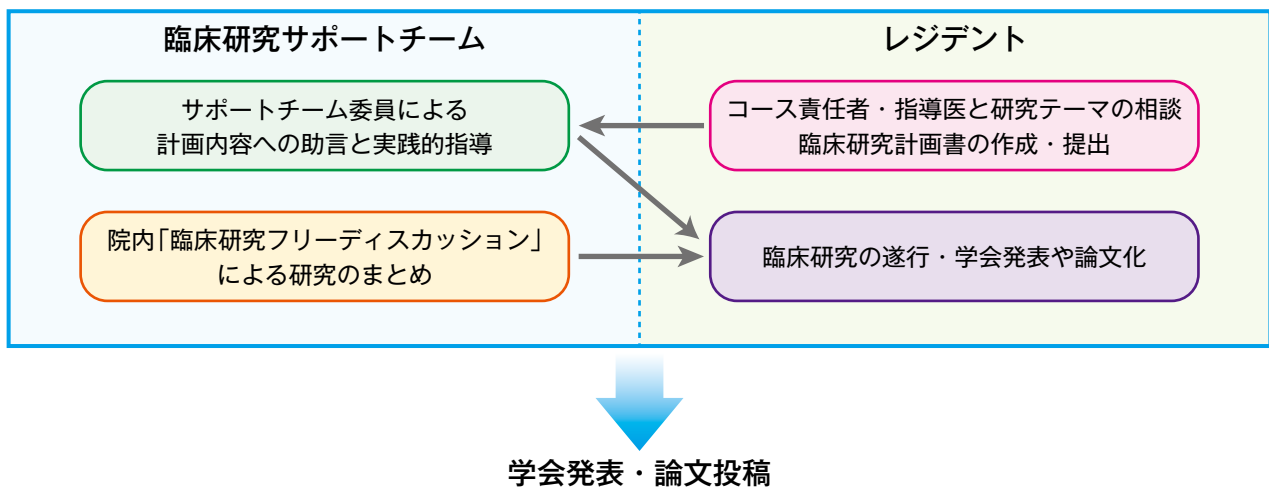 臨床研究サポートチーム
サポートチーム委員による
計画内容への助言と実践的指導
院内「臨床研究フリーディスカッション」
による研究のまとめ
レジデント
コース責任者・指導医と研究テーマの相談
臨床研究計画書の作成・提出
臨床研究の遂行・学会発表や論文化
学会発表・論文投稿